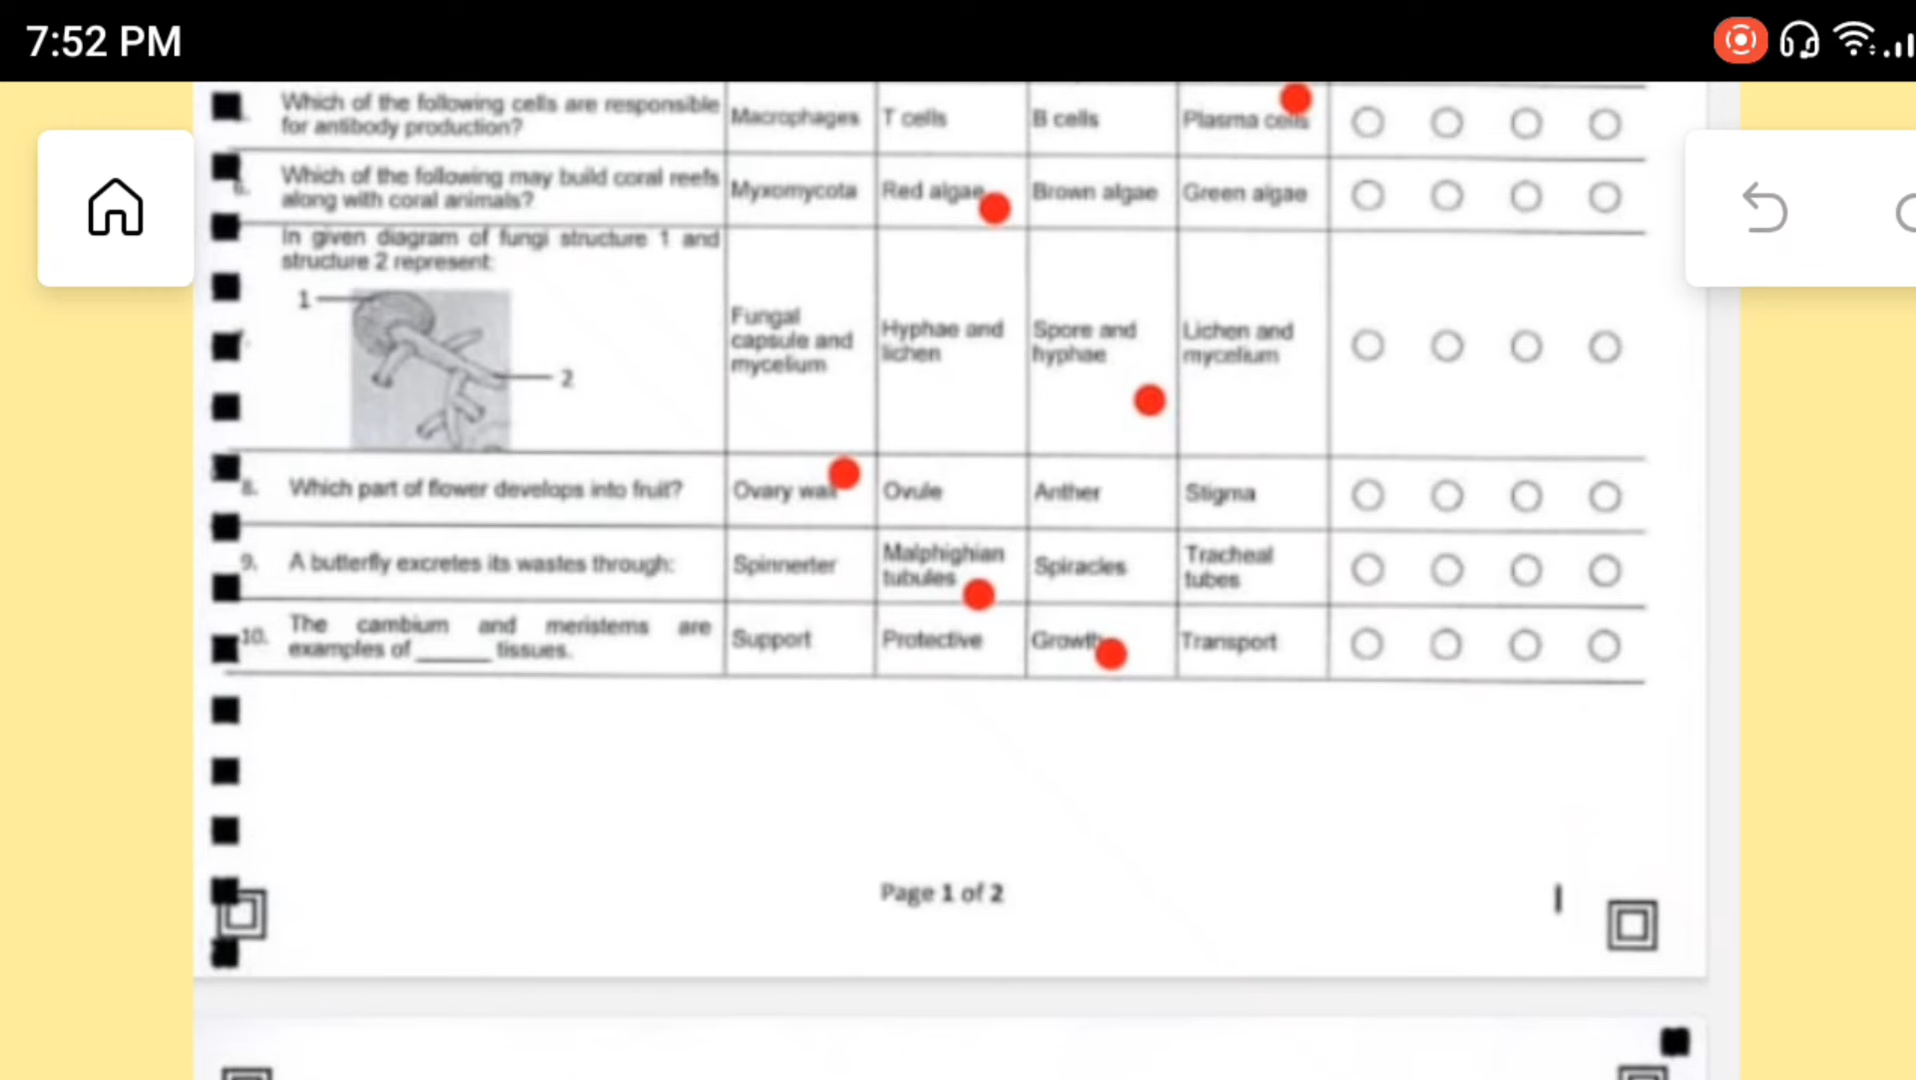 7:52 PM
Which of the following cells are responsible
for antibody production?
Macrophages
T cells
B cells
Plasma cells
6.
Which of the following may build coral reefs
along with coral animals?
Myxomycota
Red algae
Brown algae
Green algae
In given diagram of fungi structure 1 and
structure 2 represent:
1
2
Fungal
capsule and
mycelium
Hyphae and
lichen
Spore and
hyphae
Lichen and
mycelium
8.
Which part of flower develops into fruit?
Ovary wall
Ovule
Anther
Stigma
9.
A butterfly excretes its wastes through:
Spinnerter
Malphighian
tubules
Spiracles
Tracheal
tubes
10.
The cambium and meristems are
examples of ______ tissues.
Support
Protective
Growth
Transport
Page 1 of 2